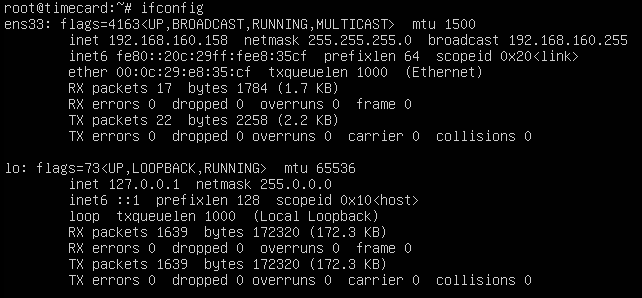 root@timecard:~# ifconfig
ens33: flags=4163<UP,BROADCAST,RUNNING,MULTICAST>  mtu 1500
        inet 192.168.160.158  netmask 255.255.255.0  broadcast 192.168.160.255
        inet6 fe80::20c:29ff:fee8:35cf  prefixlen 64  scopeid 0x20<link>
        ether 00:0c:29:e8:35:cf  txqueuelen 1000  (Ethernet)
        RX packets 17  bytes 1784 (1.7 KB)
        RX errors 0  dropped 0  overruns 0  frame 0
        TX packets 22  bytes 2258 (2.2 KB)
        TX errors 0  dropped 0 overruns 0  carrier 0  collisions 0

lo: flags=73<UP,LOOPBACK,RUNNING>  mtu 65536
        inet 127.0.0.1  netmask 255.0.0.0
        inet6 ::1  prefixlen 128  scopeid 0x10<host>
        loop  txqueuelen 1000  (Local Loopback)
        RX packets 1639  bytes 172320 (172.3 KB)
        RX errors 0  dropped 0  overruns 0  frame 0
        TX packets 1639  bytes 172320 (172.3 KB)
        TX errors 0  dropped 0 overruns 0  carrier 0  collisions 0